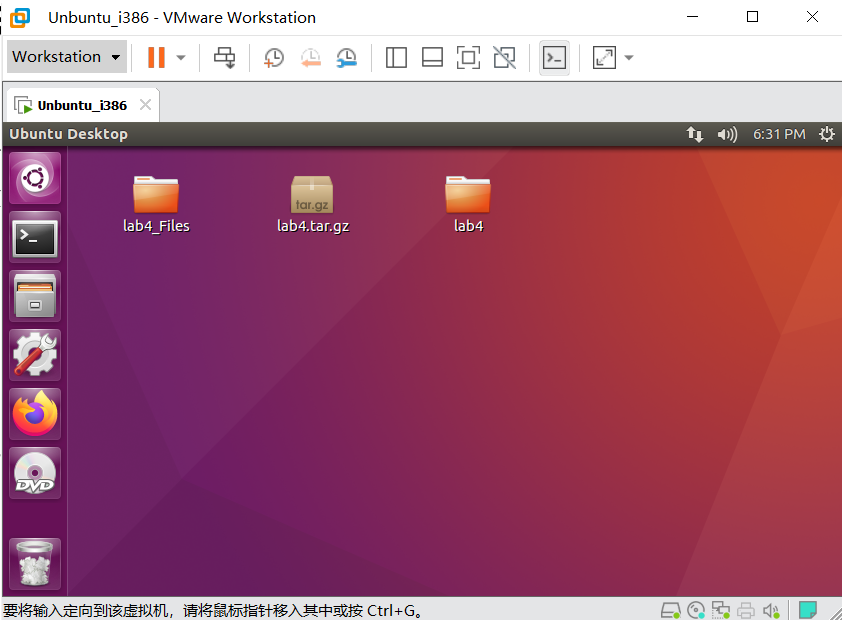 Unbuntu_i386 - VMware Workstation
Workstation
Unbuntu_i386
Ubuntu Desktop
6:31 PM
tar.gz
lab4_Files
lab4.tar.gz
lab4
DVD
要将输入定向到该虚拟机，请将鼠标指针移入其中或按 Ctrl+G。